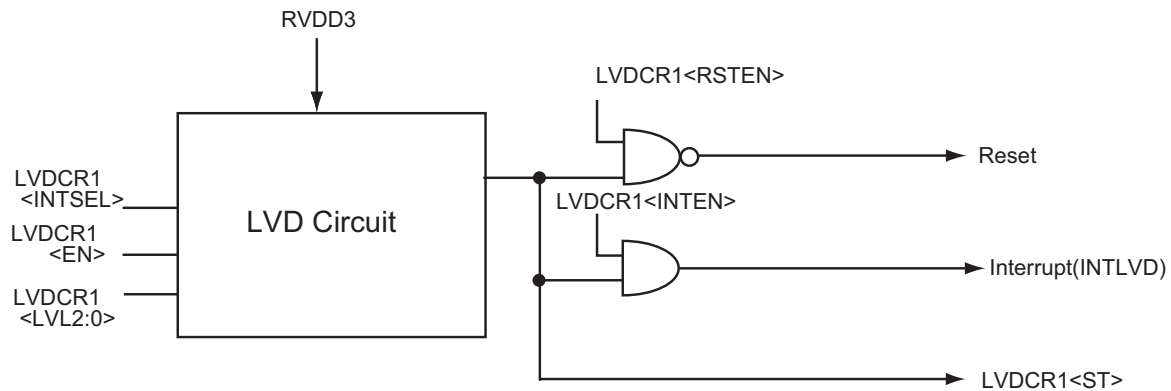 RVDD3
LVDCR1<RSTEN>
Reset
LVDCR1
<INTSEL>
LVDCR1
<EN>
LVDCR1
<LVL2:0>
LVD Circuit
LVDCR1<INTEN>
Interrupt(INTLVD)
LVDCR1<ST>